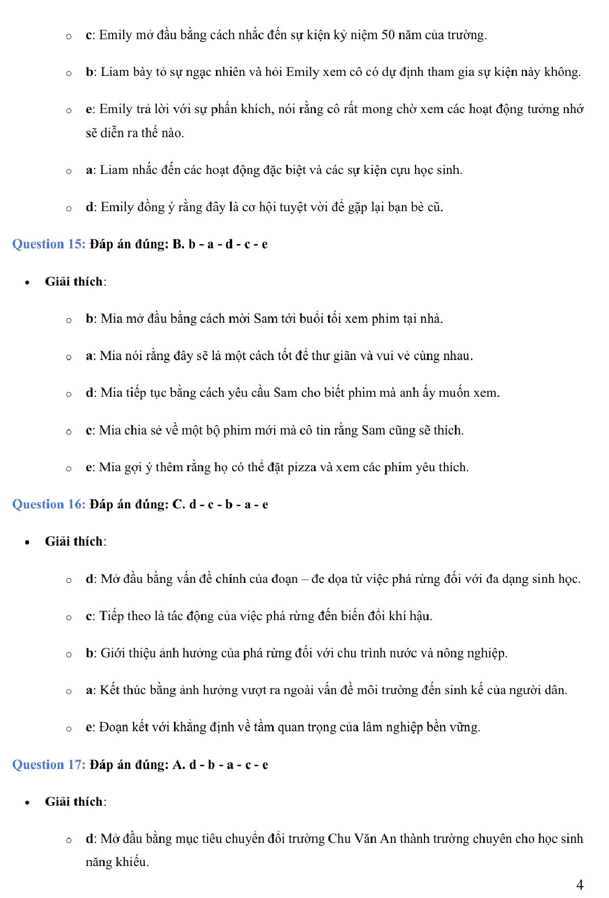 o c: Emily mở đầu bằng cách nhắc đến sự kiện kỷ niệm 50 năm của trường.
o b: Liam bày tỏ sự ngạc nhiên và hỏi Emily xem cô có dự định tham gia sự kiện này không.
o e: Emily trả lời với sự phấn khích, nói rằng cô rất mong chờ xem các hoạt động tưởng nhớ
sẽ diễn ra thế nào.
o a: Liam nhắc đến các hoạt động đặc biệt và các sự kiện cựu học sinh.
o d: Emily đồng ý rằng đây là cơ hội tuyệt vời để gặp lại bạn bè cũ.
Question 15: Đáp án đúng: B. b - a - d - c - e
• Giải thích:
o b: Mia mở đầu bằng cách mời Sam tới buổi tối xem phim tại nhà.
o a: Mia nói rằng đây sẽ là một cách tốt để thư giãn và vui vẻ cùng nhau.
o d: Mia tiếp tục bằng cách yêu cầu Sam cho biết phim mà anh ấy muốn xem.
o c: Mia chia sẻ về một bộ phim mới mà cô tin rằng Sam cũng sẽ thích.
o e: Mia gợi ý thêm rằng họ có thể đặt pizza và xem các phim yêu thích.
Question 16: Đáp án đúng: C. d - c - b - a - e
• Giải thích:
o d: Mở đầu bằng vấn đề chính của đoạn – đe dọa từ việc phá rừng đối với đa dạng sinh học.
o c: Tiếp theo là tác động của việc phá rừng đến biến đổi khí hậu.
o b: Giới thiệu ảnh hưởng của phá rừng đối với chu trình nước và nông nghiệp.
o a: Kết thúc bằng ảnh hưởng vượt ra ngoài vấn đề môi trường đến sinh kế của người dân.
o e: Đoạn kết với khẳng định về tầm quan trọng của lâm nghiệp bền vững.
Question 17: Đáp án đúng: A. d - b - a - c - e
• Giải thích:
o d: Mở đầu bằng mục tiêu chuyển đổi trường Chu Văn An thành trường chuyên cho học sinh
năng khiếu.
4